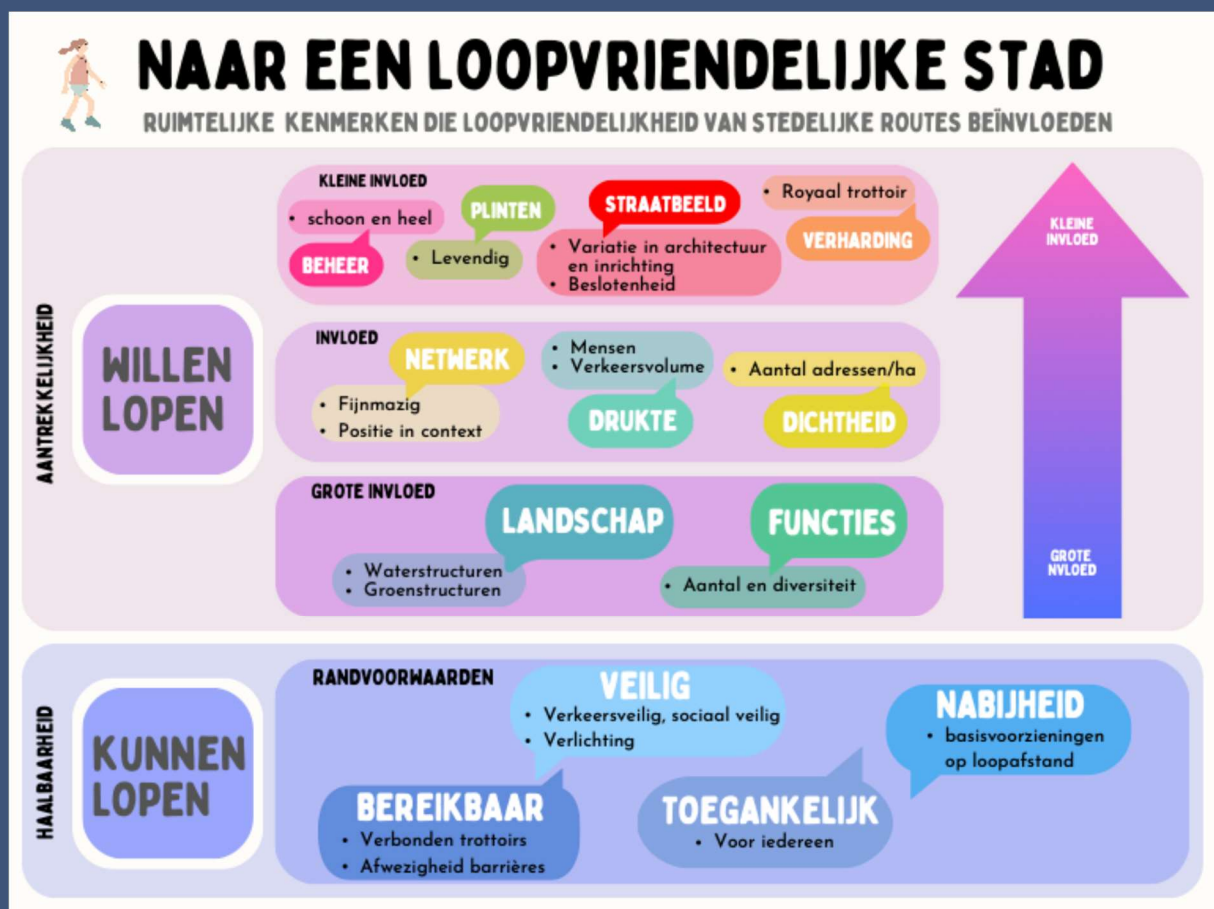 NAAR EEN LOOPVRIENDELIJKE STAD
RUIMTELIJKE KENMERKEN DIE LOOPVRIENDELIJKHEID VAN STEDELIJKE ROUTES BEÏNVLOEDEN
AANTREKKELIJKHEID
WILLEN
LOPEN
KLEINE INVLOED
• schoon en heel
BEHEER
PLINTEN
• Levendig
STRAATBEELD
• Variatie in architectuur
en inrichting
• Beslotenheid
• Royaal trottoir
VERHARDING
INVLOED
NETWERK
• Fijnmazig
• Positie in context
• Mensen
• Verkeersvolume
DRUKTE
• Aantal adressen/ha
DICHTHEID
GROTE INVLOED
LANDSCHAP
• Waterstructuren
• Groenstructuren
FUNCTIES
• Aantal en diversiteit
KLEINE
INVLOED
GROTE
NVLOED
HAALBAARHEID
KUNNEN
LOPEN
RANDVOORWAARDEN
VEILIG
• Verkeersveilig, sociaal veilig
• Verlichting
NABIJHEID
• basisvoorzieningen
op loopafstand
BEREIKBAAR
• Verbonden trottoirs
• Afwezigheid barrières
TOEGANKELIJK
• Voor iedereen